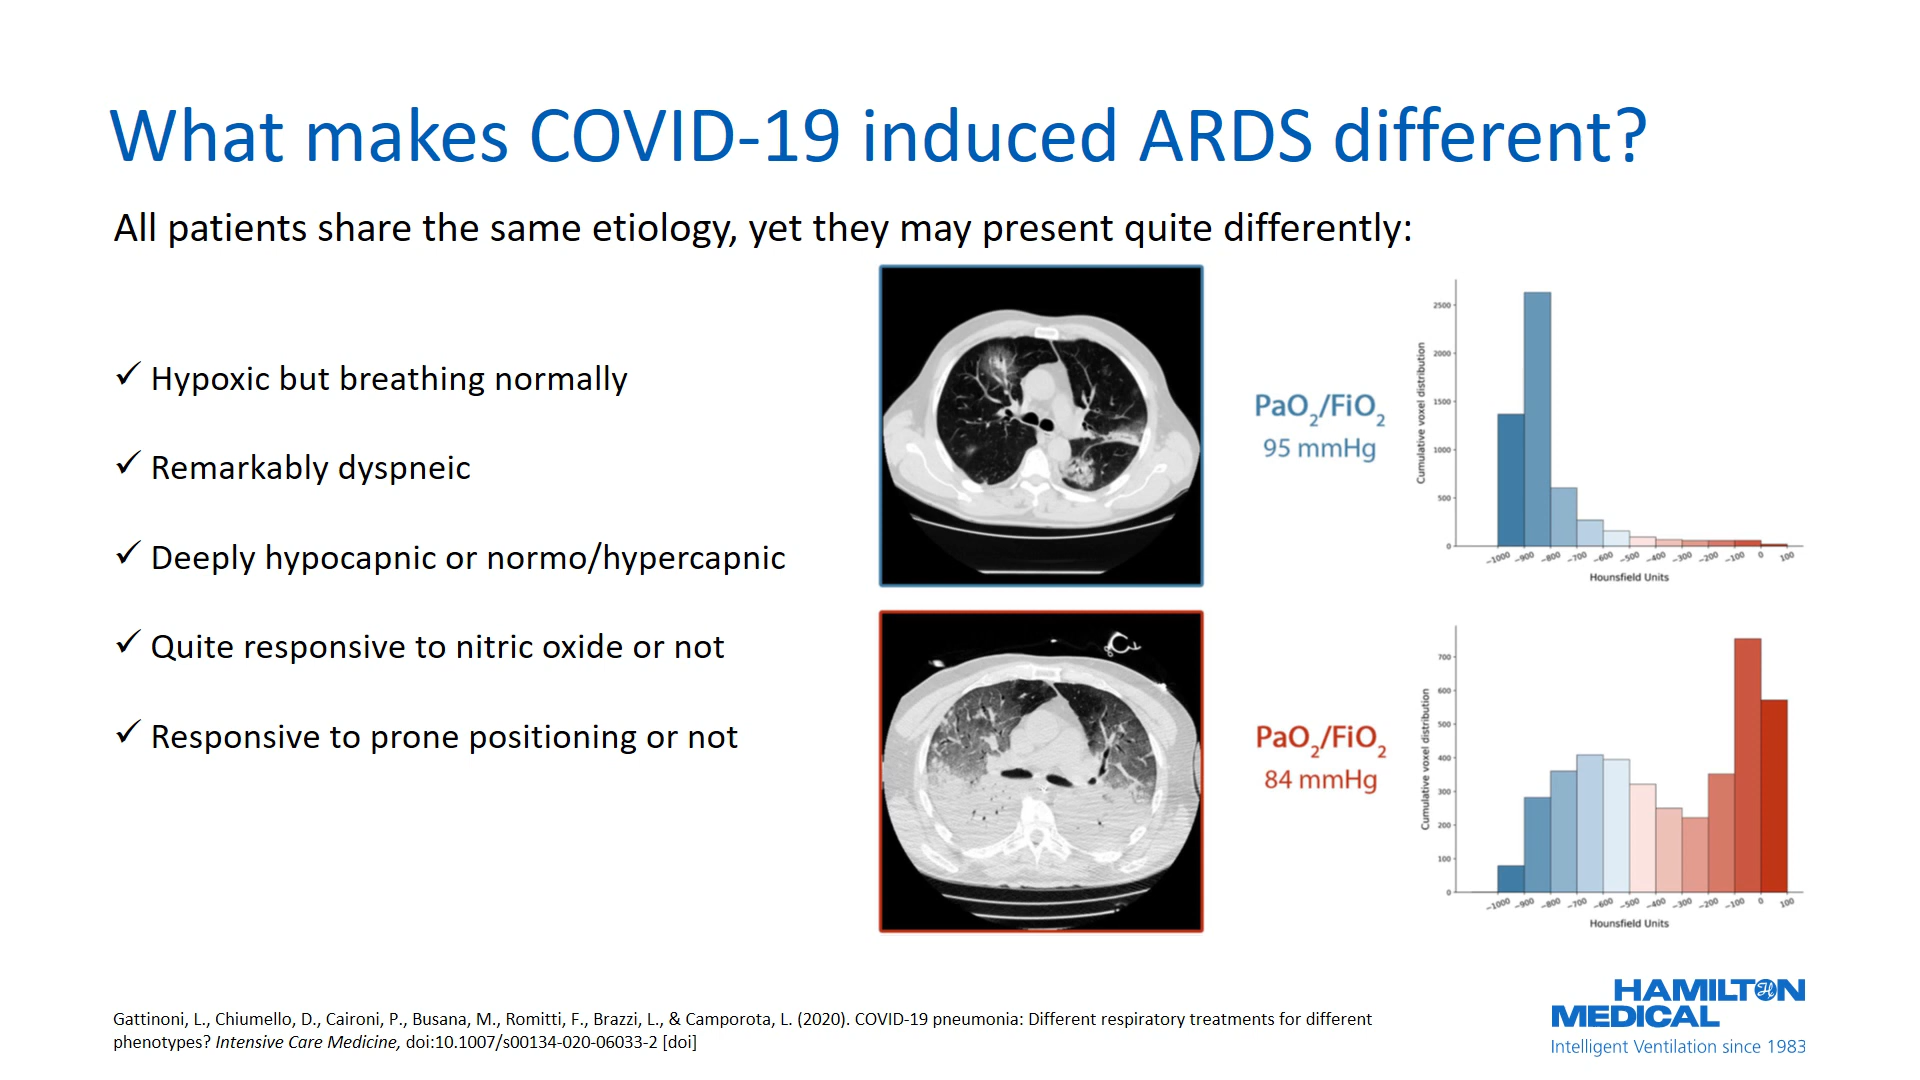 What makes COVID-19 induced ARDS different?
All patients share the same etiology, yet they may present quite differently:
✓ Hypoxic but breathing normally
✓ Remarkably dyspneic
✓ Deeply hypocapnic or normo/hypercapnic
✓ Quite responsive to nitric oxide or not
✓ Responsive to prone positioning or not
PaO2/FiO2
95 mmHg
Cumulative voxel distribution
2500
2000
1500
1000
500
0
−1000 −900 −800 −700 −600 −500 −400 −300 −200 −100 0 100
Hounsfield Units
PaO2/FiO2
84 mmHg
Cumulative voxel distribution
700
600
500
400
300
200
100
0
−1000 −900 −800 −700 −600 −500 −400 −300 −200 −100 0 100
Hounsfield Units
Gattinoni, L., Chiumello, D., Caironi, P., Busana, M., Romitti, F., Brazzi, L., & Camporota, L. (2020). COVID-19 pneumonia: Different respiratory treatments for different
phenotypes? Intensive Care Medicine, doi:10.1007/s00134-020-06033-2 [doi]
HAMILTON
MEDICAL
Intelligent Ventilation since 1983